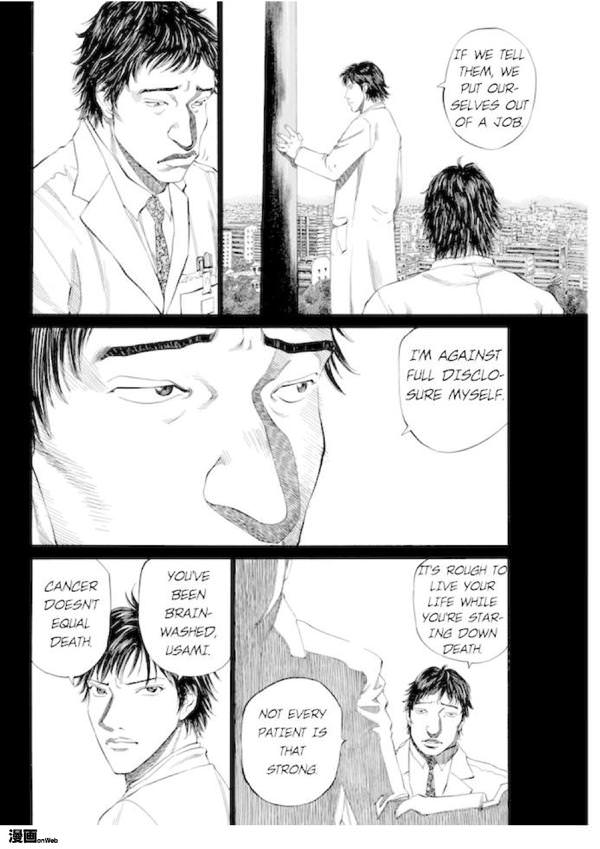 IF WE TELL
THEM, WE
PUT OUR-
SELVES OUT
OF A JOB.
I'M AGAINST
FULL DISCLO-
SURE MYSELF.
IT'S ROUGH TO
LIVE YOUR
LIFE WHILE
YOU'RE STAR-
ING DOWN
DEATH.
NOT EVERY
PATIENT IS
THAT
STRONG.
YOU'VE
BEEN
BRAIN-
WASHED,
USAMI.
CANCER
DOESN'T
EQUAL
DEATH.
漫画onWeb